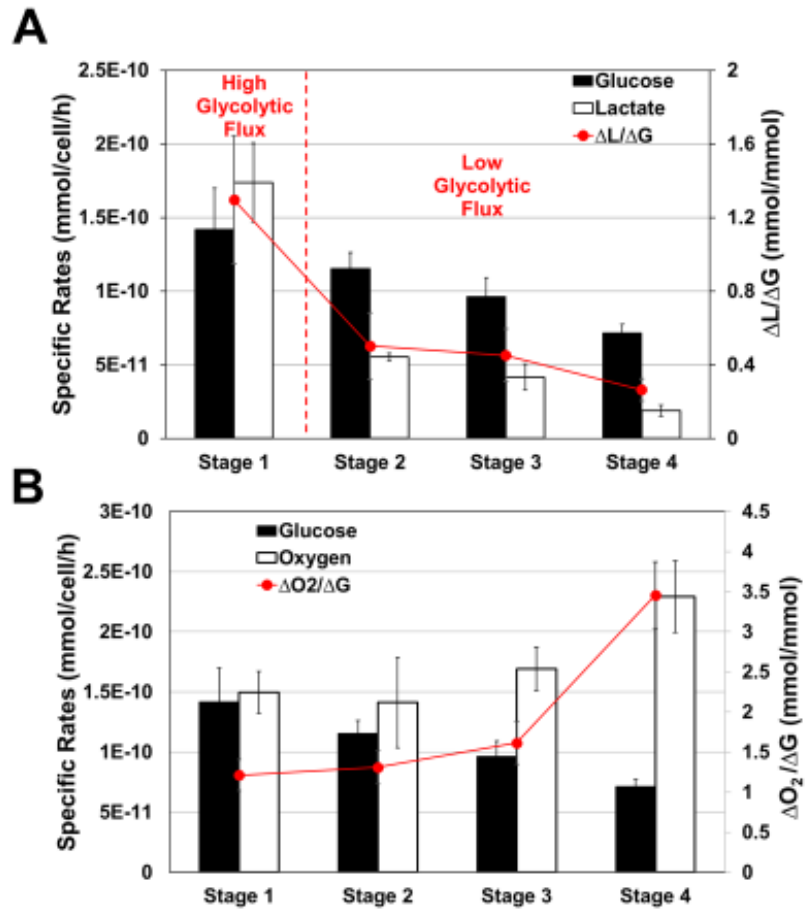 A
High
Glycolytic
Flux
Low
Glycolytic
Flux
Glucose
Lactate
ΔL/ΔG
Specific Rates (mmol/cell/h)
2.5E-10
2E-10
1.5E-10
1E-10
5E-11
0
2
1.6
1.2
0.8
0.4
0
ΔL/ΔG (mmol/mmol)
Stage 1 Stage 2 Stage 3 Stage 4
B
Glucose
Oxygen
ΔO2/ΔG
Specific Rates (mmol/cell/h)
3E-10
2.5E-10
2E-10
1.5E-10
1E-10
5E-11
0
4.5
4
3.5
3
2.5
2
1.5
1
0.5
0
ΔO₂/ΔG (mmol/mmol)
Stage 1 Stage 2 Stage 3 Stage 4